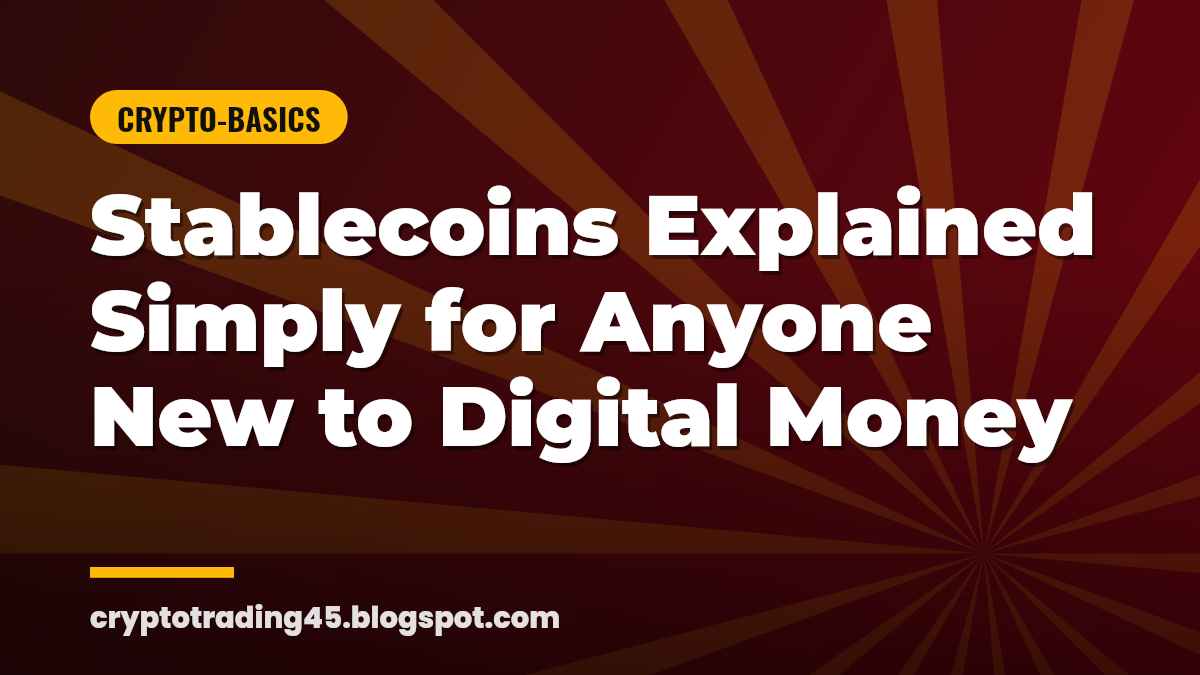 CRYPTO-BASICS
Stablecoins Explained
Simply for Anyone
New to Digital Money
cryptotrading45.blogspot.com